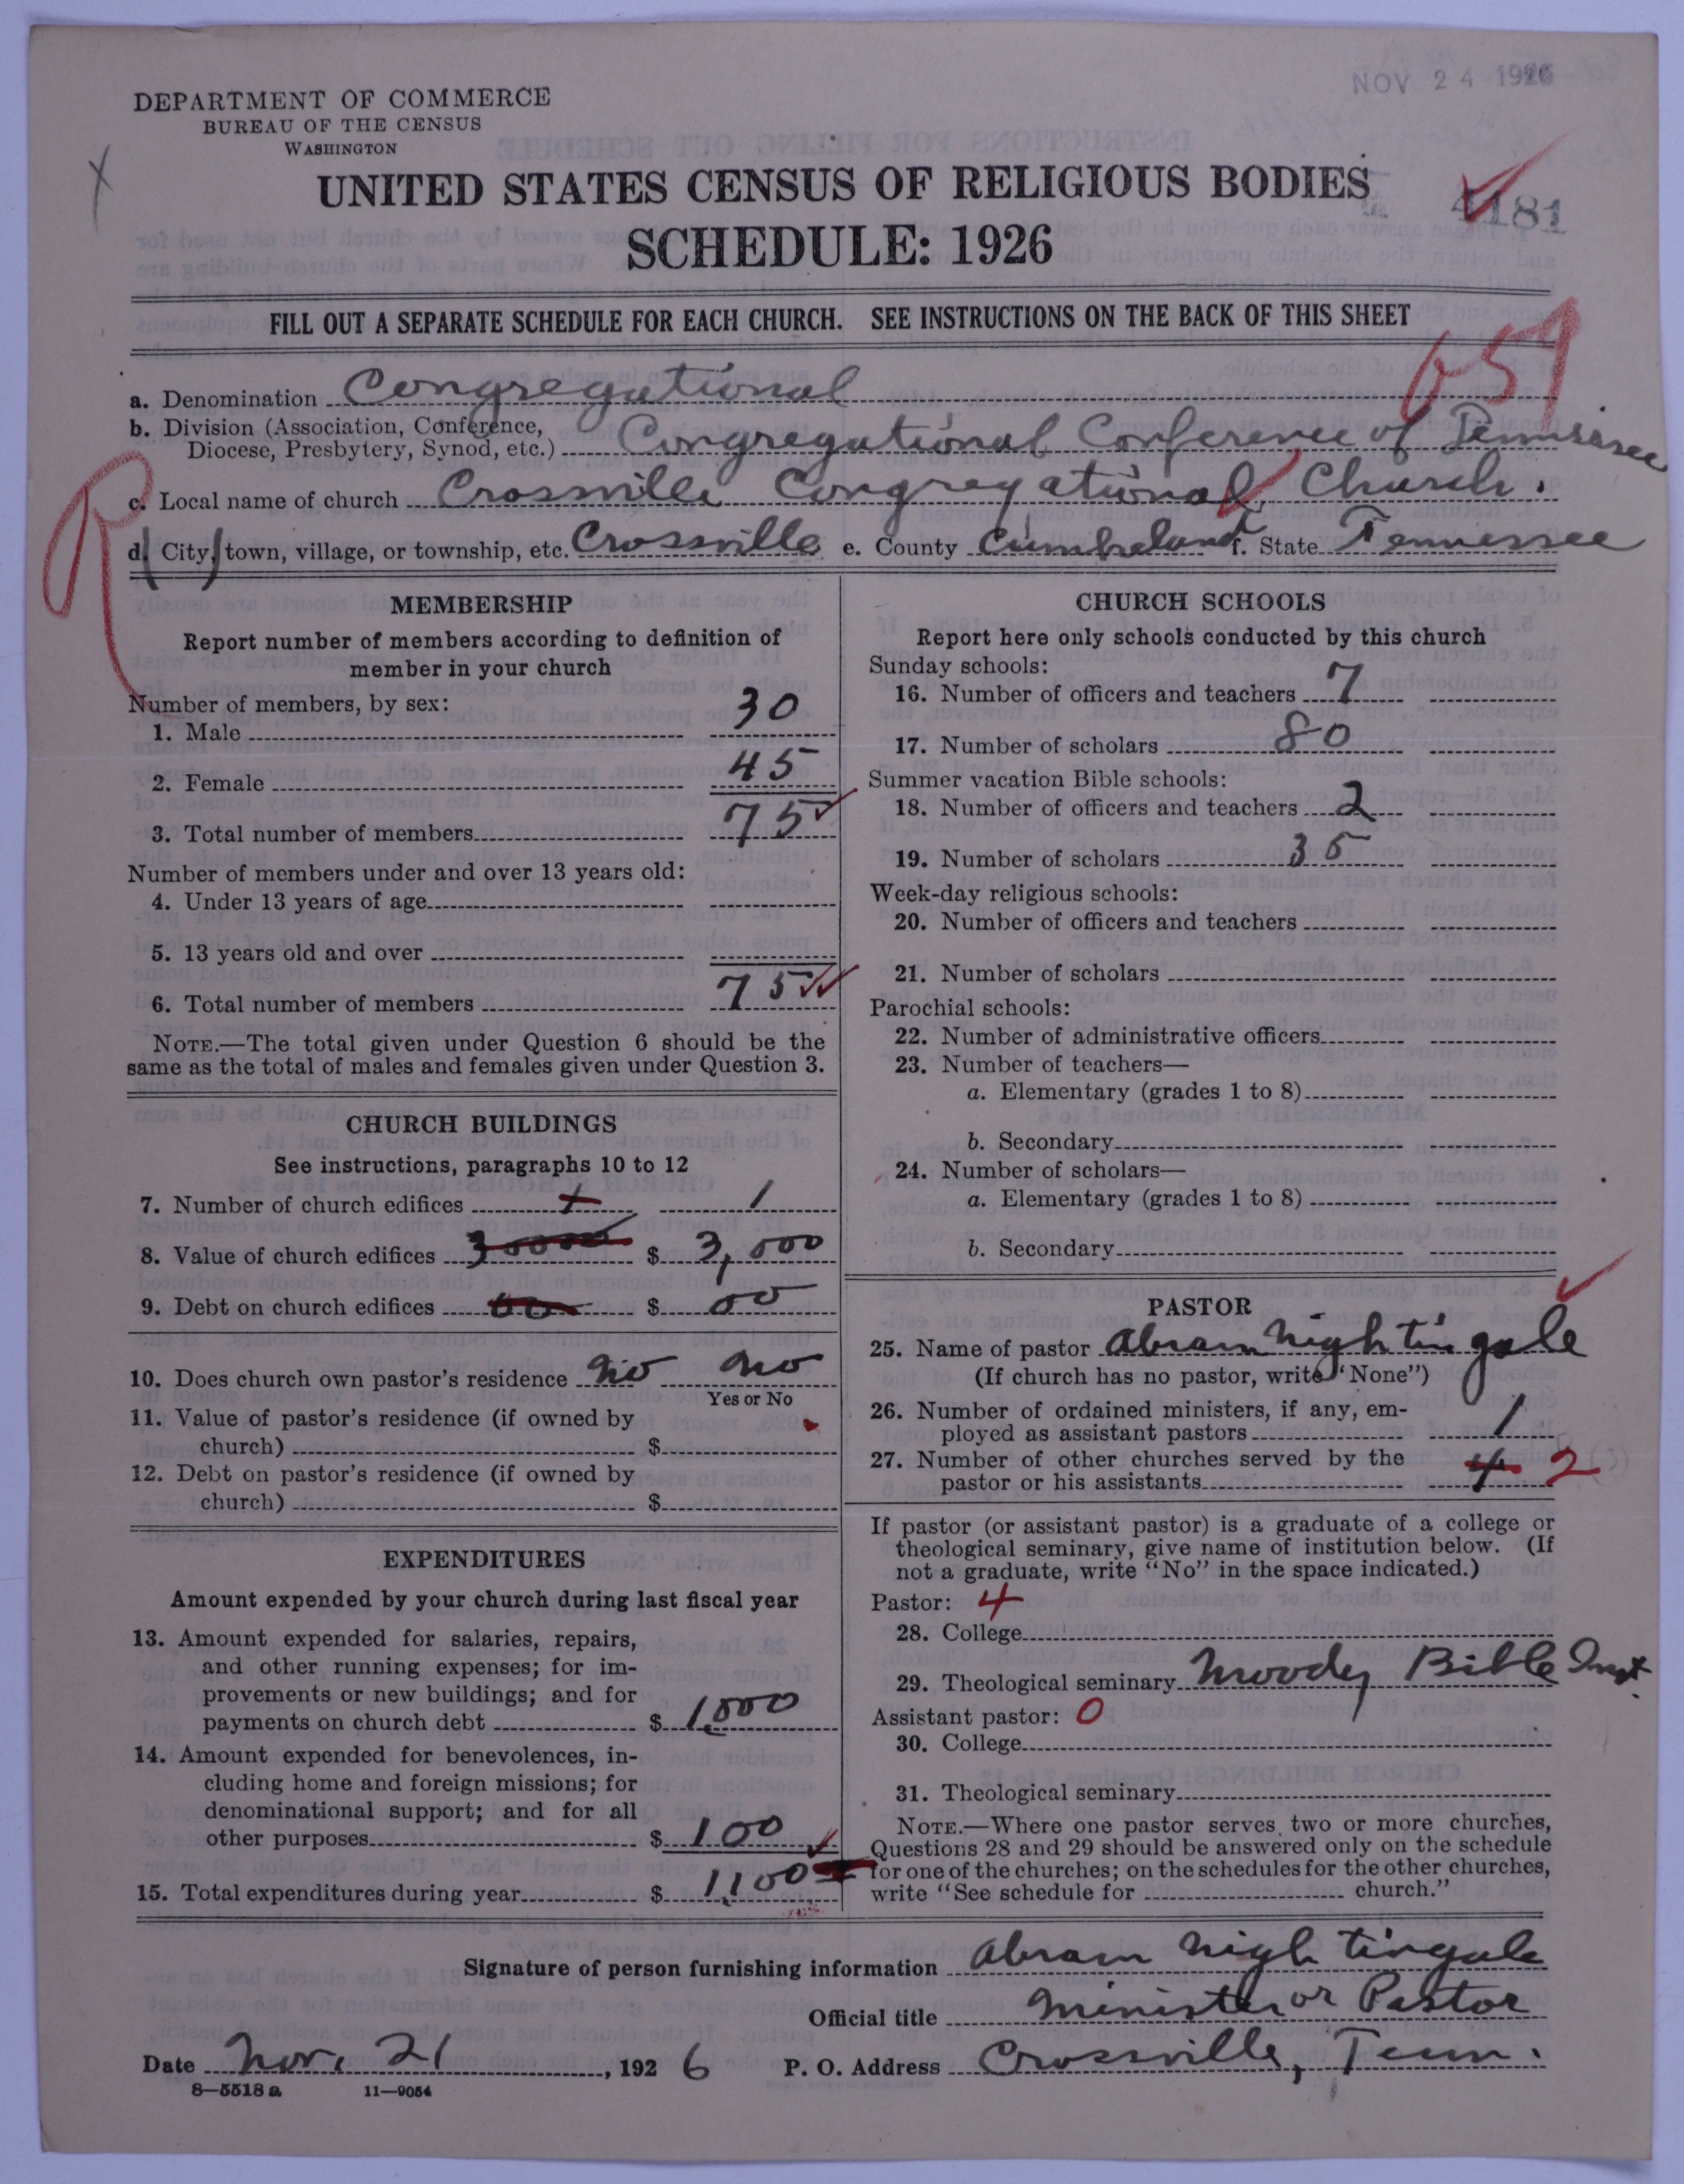 NOV 24 1926
DEPARTMENT OF COMMERCE
BUREAU OF THE CENSUS
WASHINGTON
UNITED STATES CENSUS OF RELIGIOUS BODIES
SCHEDULE: 1926
FILL OUT A SEPARATE SCHEDULE FOR EACH CHURCH. SEE INSTRUCTIONS ON THE BACK OF THIS SHEET
a. Denomination Congregational
b. Division (Association, Conference,
Diocese, Presbytery, Synod, etc.) Congregational Conference of Tennessee
c. Local name of church Crossville Congregational Church.
d. (City,) town, village, or township, etc. Crossville e. County Cumberland f. State Tennessee
MEMBERSHIP
Report number of members according to definition of
member in your church
Number of members, by sex:
1. Male 30
2. Female 45
3. Total number of members 75
Number of members under and over 13 years old:
4. Under 13 years of age
5. 13 years old and over
6. Total number of members 75
NOTE.—The total given under Question 6 should be the
same as the total of males and females given under Question 3.
CHURCH BUILDINGS
See instructions, paragraphs 10 to 12
7. Number of church edifices 1 1
8. Value of church edifices $ 3,000
9. Debt on church edifices 00 $ 00
10. Does church own pastor's residence No no
Yes or No
11. Value of pastor's residence (if owned by
church) $
12. Debt on pastor's residence (if owned by
church) $
EXPENDITURES
Amount expended by your church during last fiscal year
13. Amount expended for salaries, repairs,
and other running expenses; for im-
provements or new buildings; and for
payments on church debt $ 1,000
14. Amount expended for benevolences, in-
cluding home and foreign missions; for
denominational support; and for all
other purposes $ 100
15. Total expenditures during year $ 1,100
CHURCH SCHOOLS
Report here only schools conducted by this church
Sunday schools:
16. Number of officers and teachers 7
17. Number of scholars 80
Summer vacation Bible schools:
18. Number of officers and teachers 2
19. Number of scholars 35
Week-day religious schools:
20. Number of officers and teachers
21. Number of scholars
Parochial schools:
22. Number of administrative officers
23. Number of teachers—
a. Elementary (grades 1 to 8)
b. Secondary
24. Number of scholars—
a. Elementary (grades 1 to 8)
b. Secondary
PASTOR
25. Name of pastor Abram Nightingale
(If church has no pastor, write "None")
26. Number of ordained ministers, if any, em-
ployed as assistant pastors 1
27. Number of other churches served by the
pastor or his assistants 4 2 (3)
If pastor (or assistant pastor) is a graduate of a college or
theological seminary, give name of institution below. (If
not a graduate, write "No" in the space indicated.)
Pastor: 4
28. College
29. Theological seminary Moody Bible Inst.
Assistant pastor: 0
30. College
31. Theological seminary
NOTE.—Where one pastor serves two or more churches,
Questions 28 and 29 should be answered only on the schedule
for one of the churches; on the schedules for the other churches,
write "See schedule for church."
Signature of person furnishing information Abram Nightingale
Official title Minister or Pastor
Date Nov. 21, 1926 P. O. Address Crossville, Tenn.
8—5518 a 11—9054